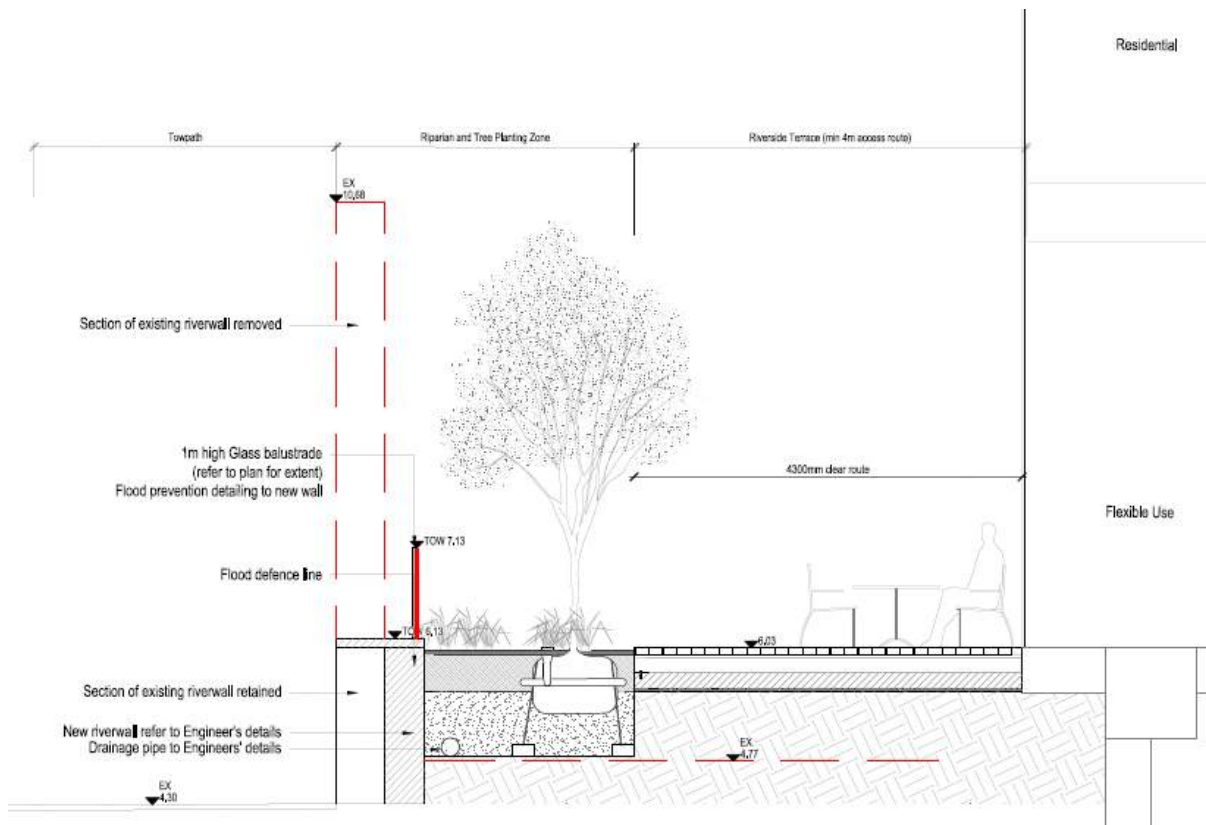 Residential
Towpath
Riparian and Tree Planting Zone
Riverside Terrace (min 4m access route)
EX
10.68
Section of existing riverwall removed
1m high Glass balustrade
(refer to plan for extent)
Flood prevention detailing to new wall
4300mm clear route
Flexible Use
TOW 7.13
Flood defence line
TOW 6.13
6.03
Section of existing riverwall retained
New riverwall refer to Engineer's details
Drainage pipe to Engineers' details
EX
4.77
EX
4.30